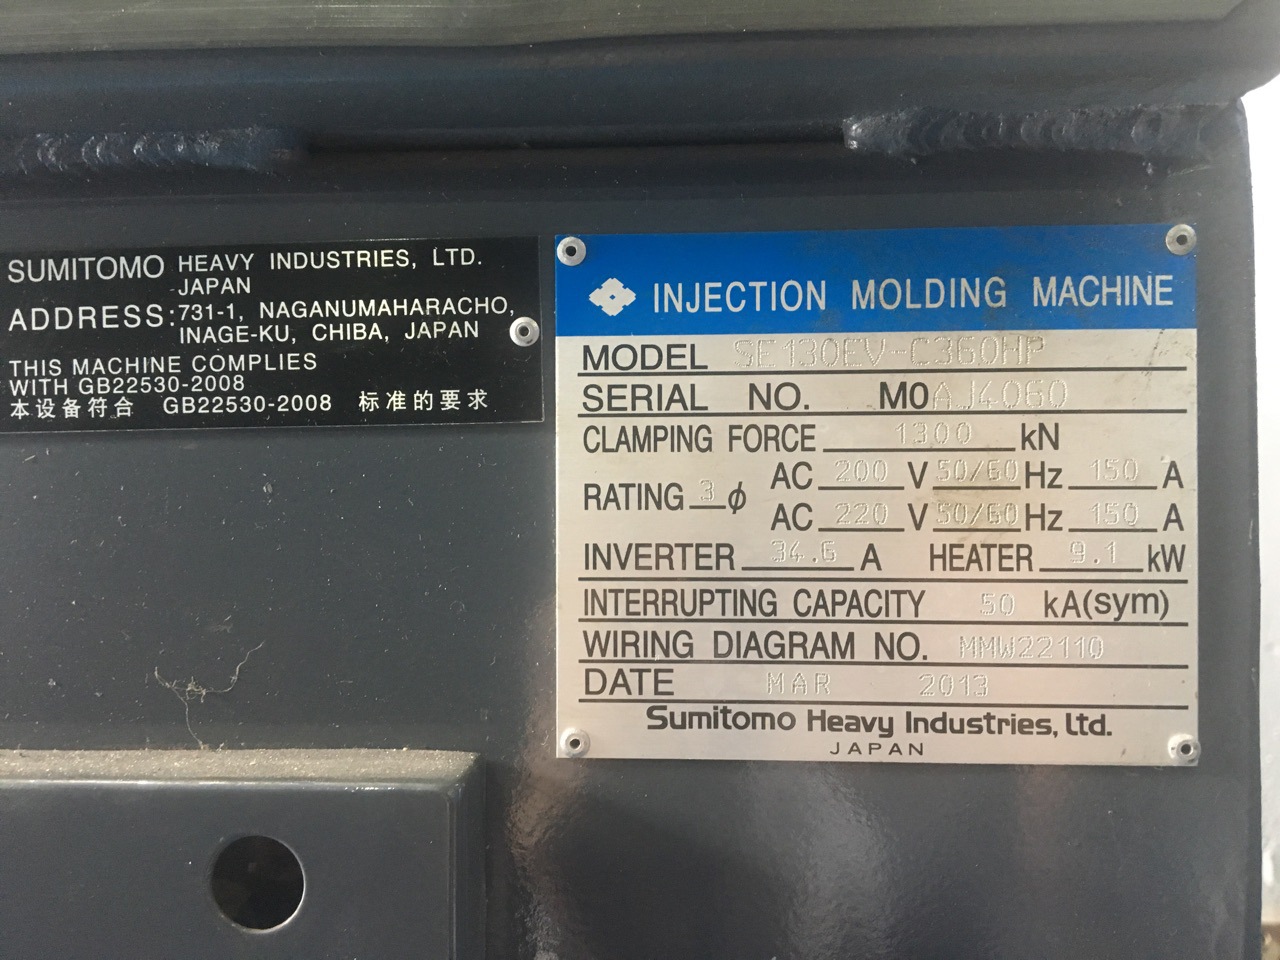 SUMITOMO HEAVY INDUSTRIES, LTD.
JAPAN
ADDRESS: 731-1, NAGANUMAHARACHO,
INAGE-KU, CHIBA, JAPAN
THIS MACHINE COMPLIES
WITH GB22530-2008
本设备符合 GB22530-2008 标准的要求
INJECTION MOLDING MACHINE
MODEL SE130EV-C360HP
SERIAL NO. M0AJ4060
CLAMPING FORCE 1300 kN
RATING 3 ϕ AC 200 V 50/60 Hz 150 A
AC 220 V 50/60 Hz 150 A
INVERTER 34.6 A HEATER 9.1 kW
INTERRUPTING CAPACITY 50 kA(sym)
WIRING DIAGRAM NO. MMW22110
DATE MAR 2013
Sumitomo Heavy Industries, Ltd.
JAPAN